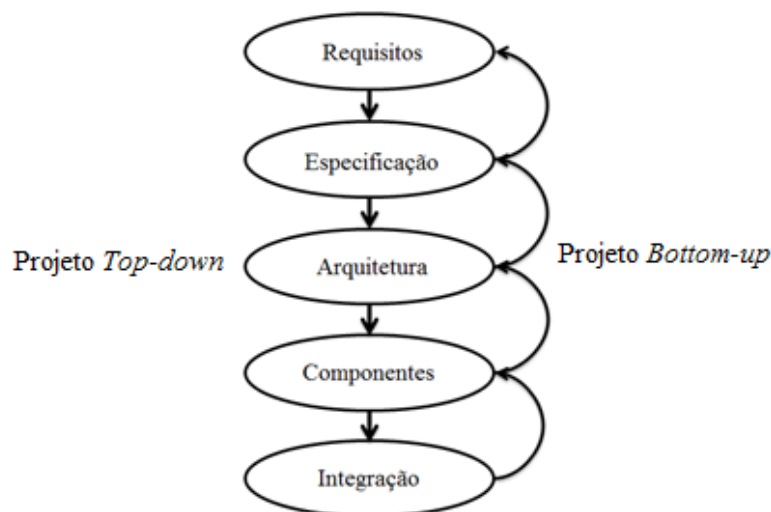 Requisitos
Especificação
Projeto Top-down
Arquitetura
Projeto Bottom-up
Componentes
Integração